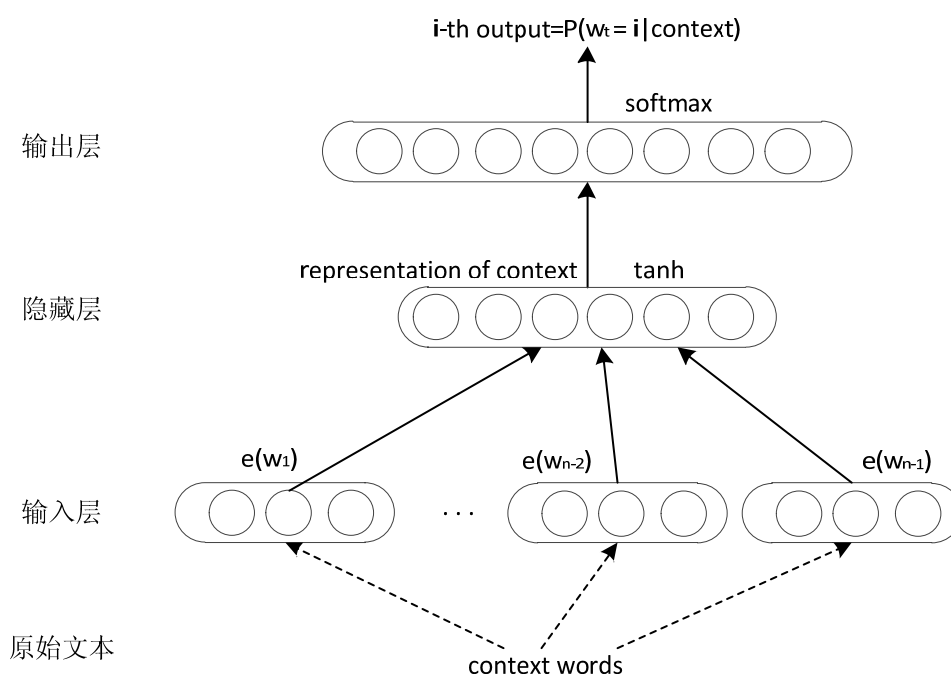 i-th output=P(wt = i|context)
softmax
输出层
representation of context
tanh
隐藏层
e(w1)
e(wn-2)
e(wn-1)
输入层
···
原始文本
context words